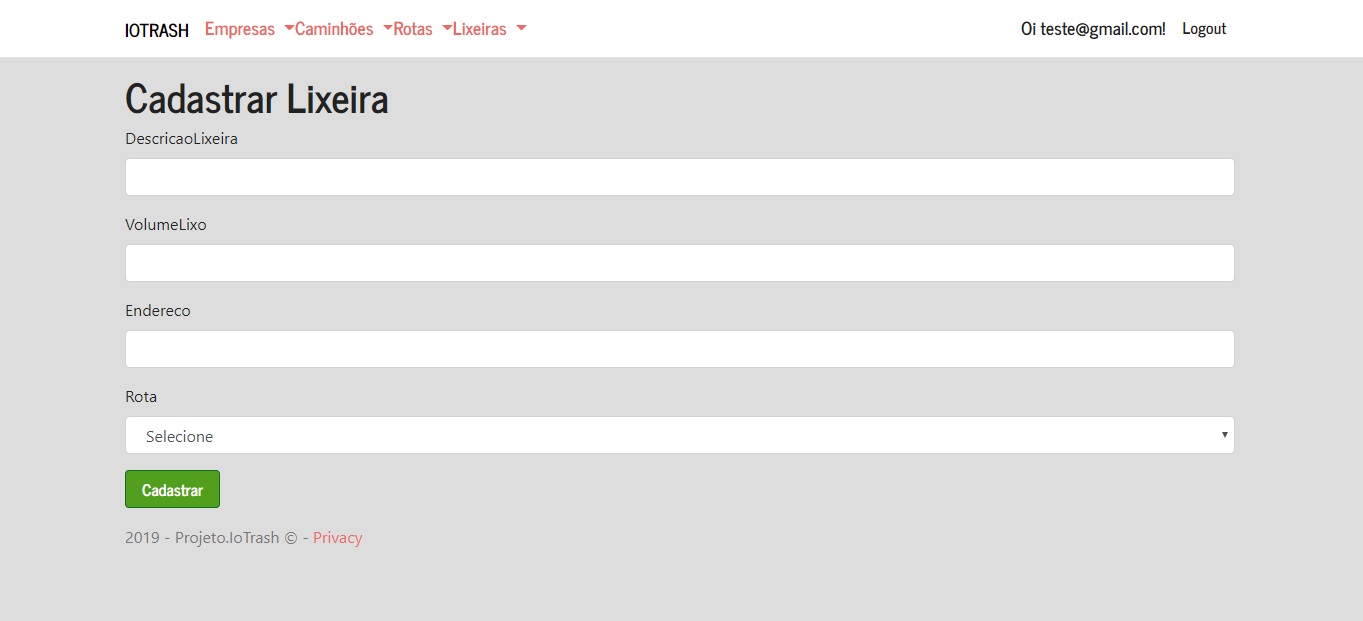 IOTRASH Empresas Caminhões Rotas Lixeiras Oi teste@gmail.com! Logout
Cadastrar Lixeira
DescricaoLixeira
VolumeLixo
Endereco
Rota
Selecione
Cadastrar
2019 - Projeto.IoTrash © - Privacy